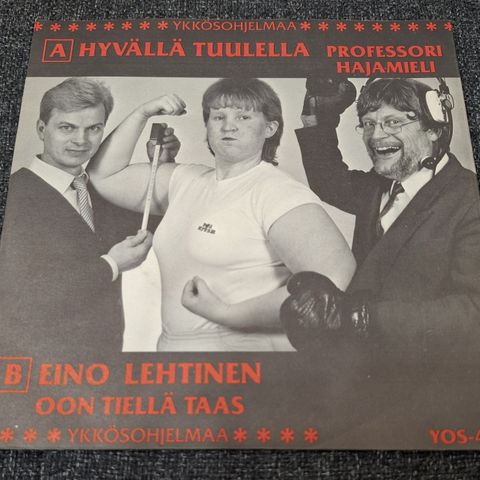 * * * * * * * * YKKÖSOHJELMAA * * * * * * * *
A HYVÄLLÄ TUULELLA PROFESSORI
HAJAMIELI
B EINO LEHTINEN
OON TIELLÄ TAAS
* * * YKKÖSOHJELMAA * * * * YOS-4